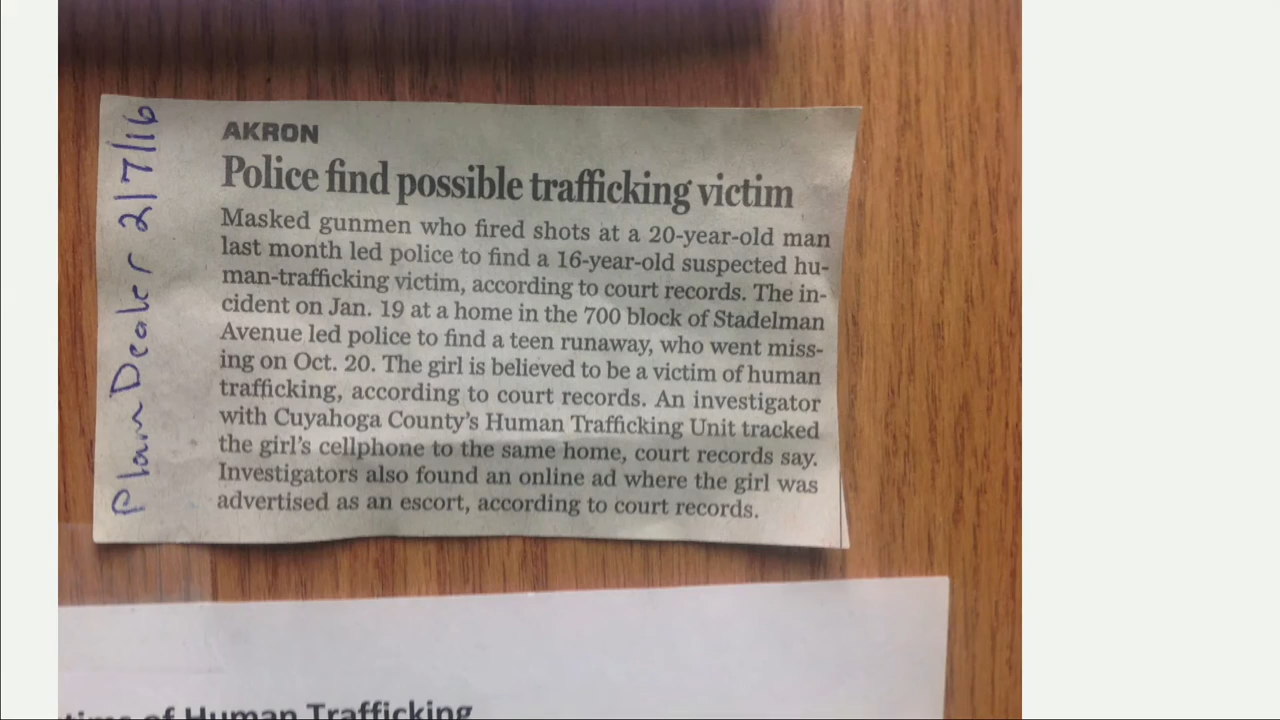 Plain Dealer 2/7/16
AKRON
Police find possible trafficking victim
Masked gunmen who fired shots at a 20-year-old man
last month led police to find a 16-year-old suspected hu-
man-trafficking victim, according to court records. The in-
cident on Jan. 19 at a home in the 700 block of Stadelman
Avenue led police to find a teen runaway, who went miss-
ing on Oct. 20. The girl is believed to be a victim of human
trafficking, according to court records. An investigator
with Cuyahoga County's Human Trafficking Unit tracked
the girl's cellphone to the same home, court records say.
Investigators also found an online ad where the girl was
advertised as an escort, according to court records.
of Human Trafficking